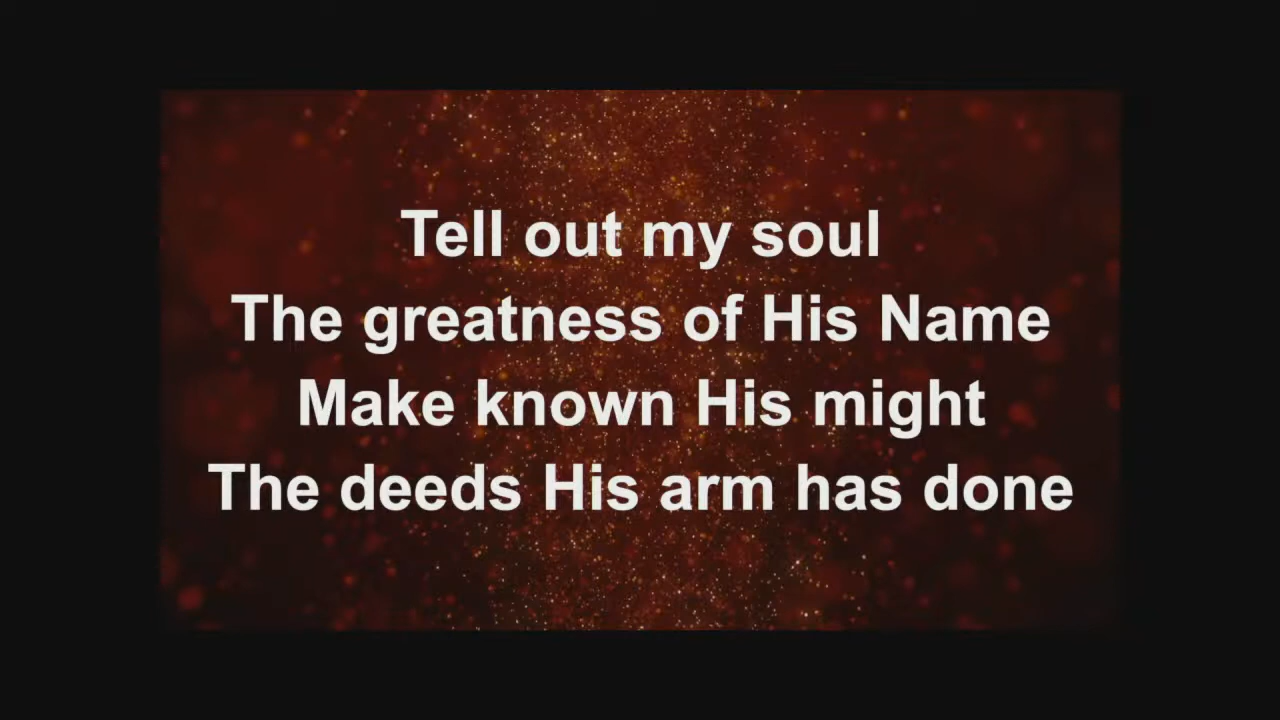 Tell out my soul
The greatness of His Name
Make known His might
The deeds His arm has done